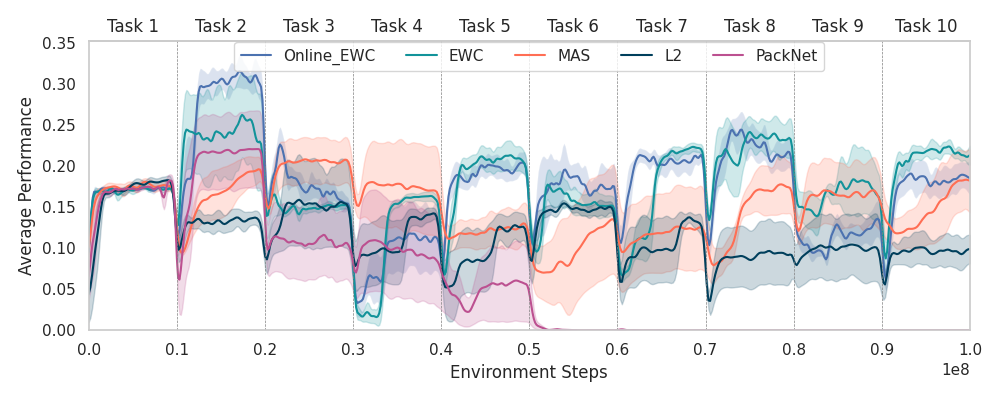 Task 1 Task 2 Task 3 Task 4 Task 5 Task 6 Task 7 Task 8 Task 9 Task 10
Online_EWC EWC MAS L2 PackNet
0.35
0.30
0.25
0.20
0.15
0.10
0.05
0.00
Average Performance
0.0 0.1 0.2 0.3 0.4 0.5 0.6 0.7 0.8 0.9 1.0
1e8
Environment Steps